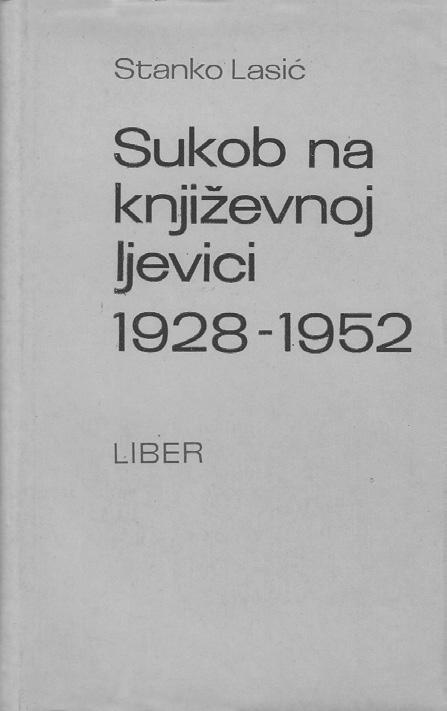 Stanko Lasić
Sukob na
književnoj
ljevici
1928-1952
LIBER